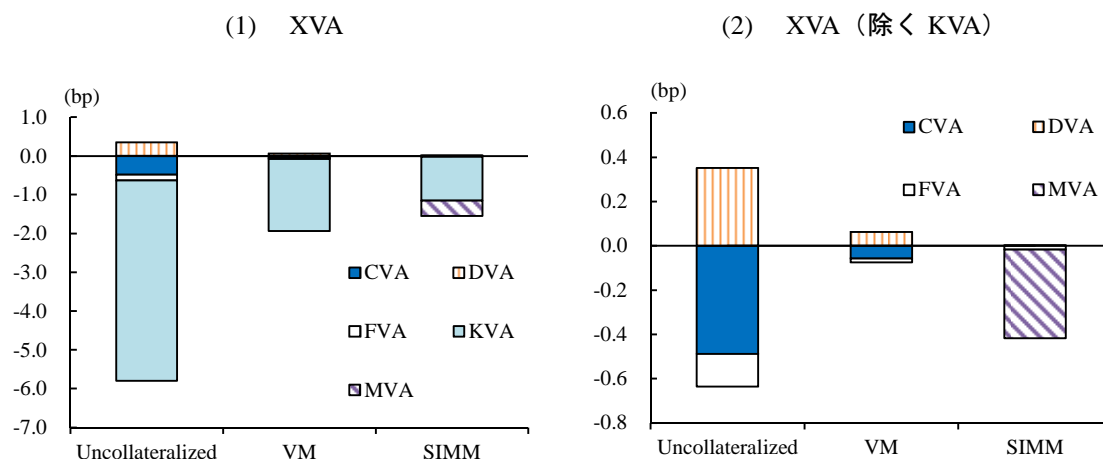 (1) XVA
(bp)
1.0
0.0
-1.0
-2.0
-3.0
-4.0
-5.0
-6.0
-7.0
CVA DVA
FVA KVA
MVA
Uncollateralized VM SIMM
(2) XVA（除く KVA）
(bp)
0.6
0.4
0.2
0.0
-0.2
-0.4
-0.6
-0.8
CVA DVA
FVA MVA
Uncollateralized VM SIMM